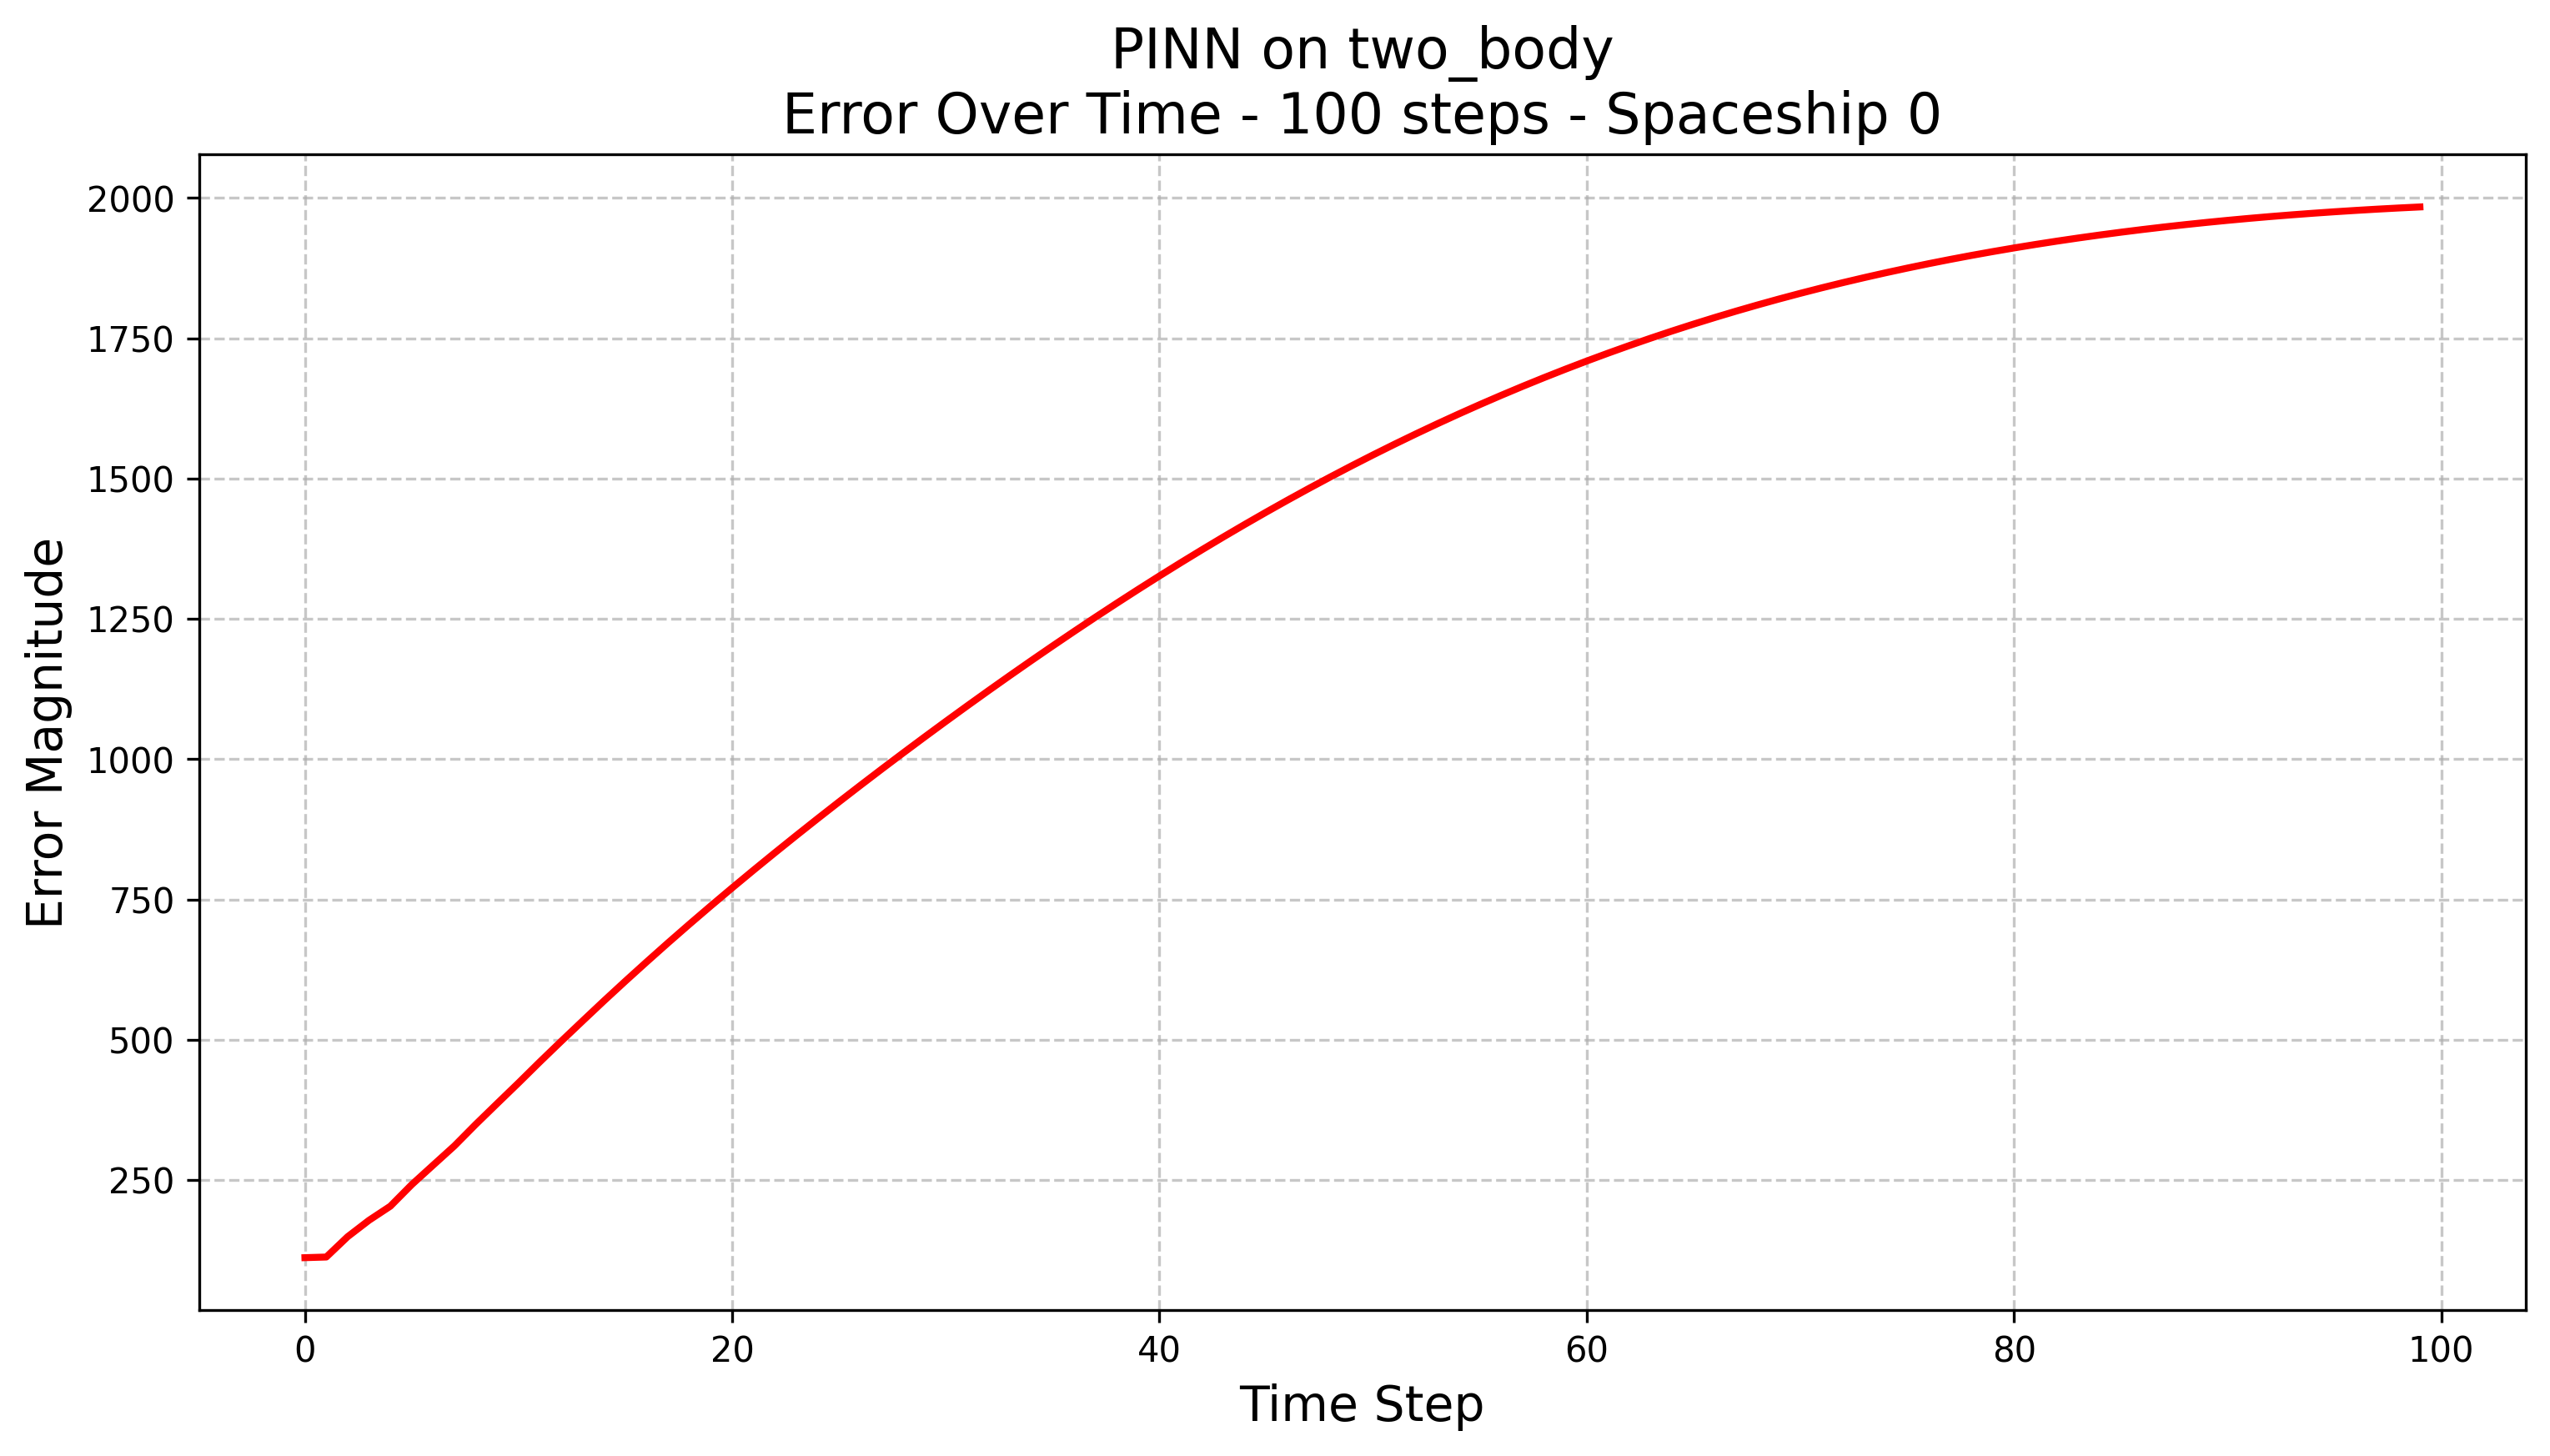 PINN on two_body
Error Over Time - 100 steps - Spaceship 0
2000
1750
1500
1250
1000
750
500
250
Error Magnitude
0 20 40 60 80 100
Time Step